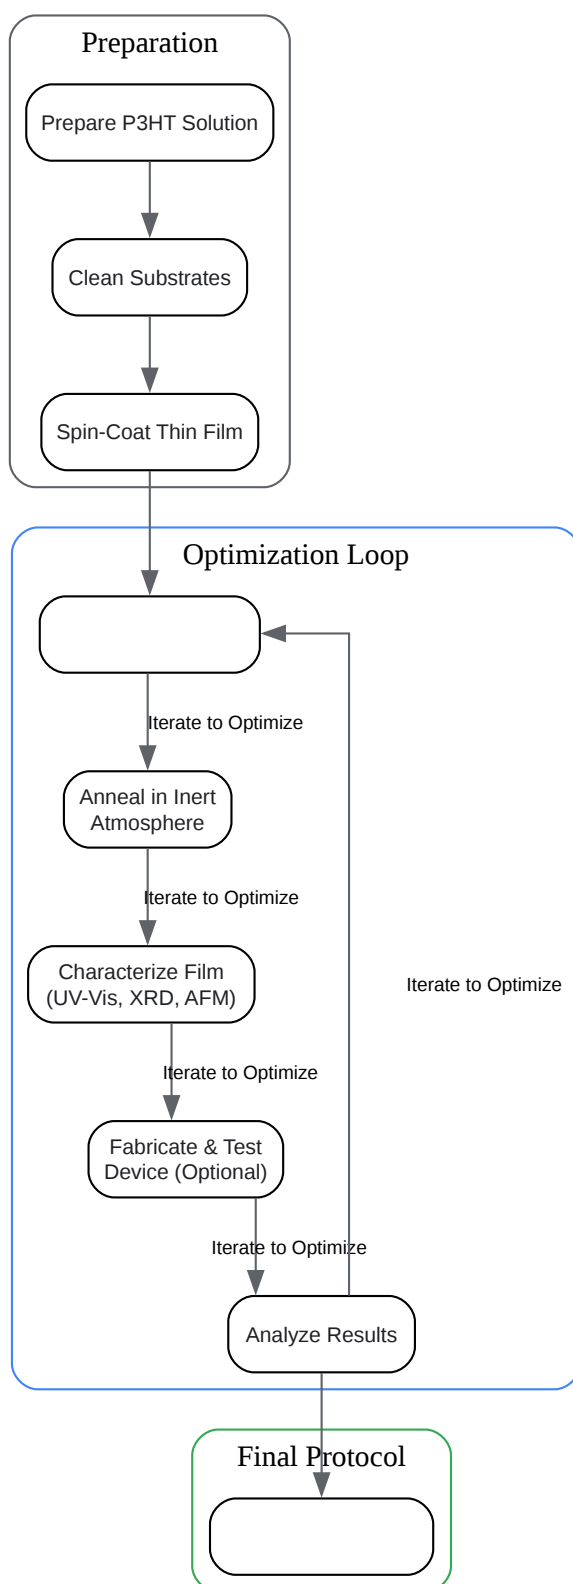 Preparation
Prepare P3HT Solution
Clean Substrates
Spin-Coat Thin Film
Optimization Loop
Iterate to Optimize
Anneal in Inert
Atmosphere
Iterate to Optimize
Characterize Film
(UV-Vis, XRD, AFM)
Iterate to Optimize
Iterate to Optimize
Fabricate & Test
Device (Optional)
Iterate to Optimize
Analyze Results
Final Protocol